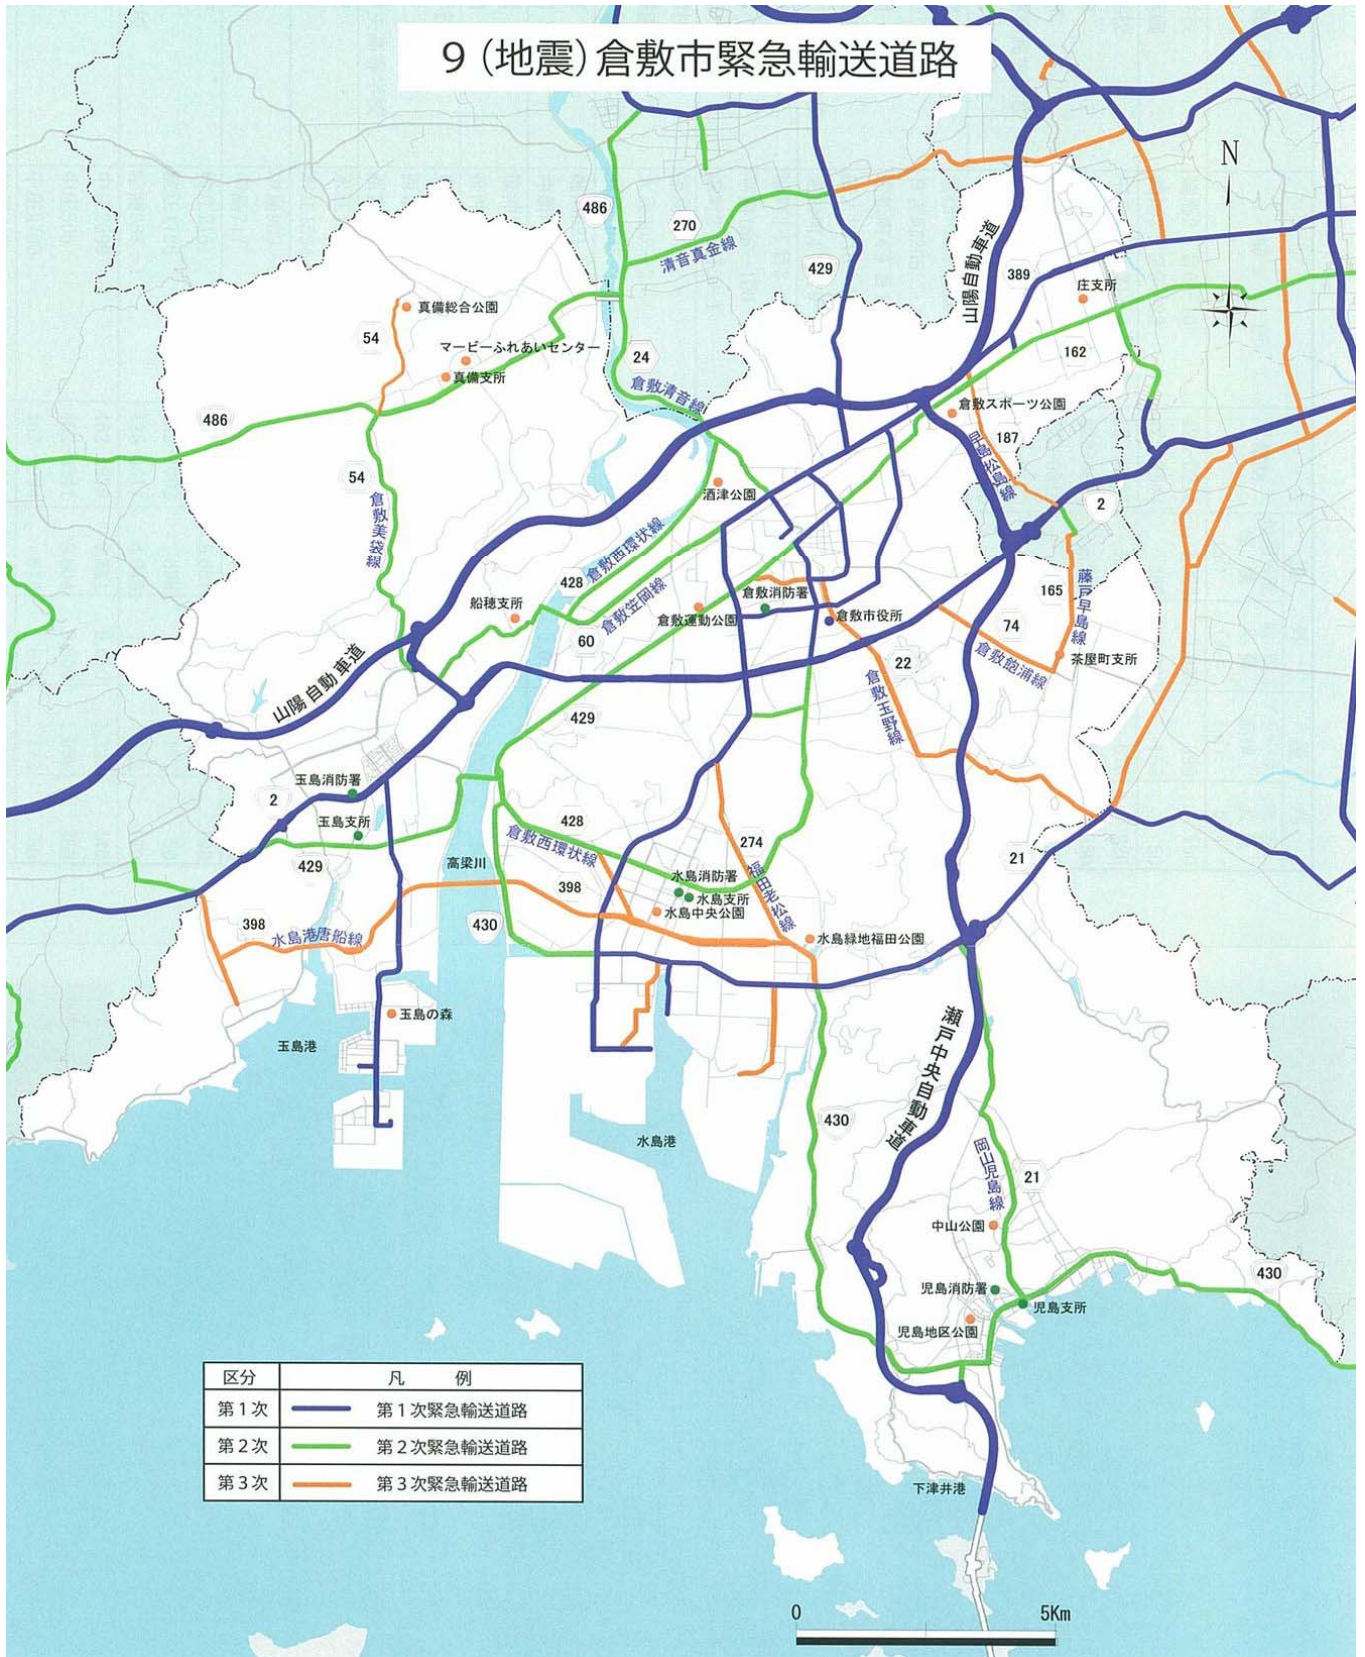 9（地震）倉敷市緊急輸送道路
N
486
270
清音真金線
429
山陽自動車道
389
庄支所
真備総合公園
54
マービーふれあいセンター
真備支所
24
倉敷清音線
162
486
倉敷スポーツ公園
187
早島松島線
54
倉敷美袋線
酒津公園
2
倉敷西環状線
428
船穂支所
倉敷笠岡線
60
倉敷運動公園
倉敷消防署
倉敷市役所
165
藤戸早島線
74
倉敷飽浦線
茶屋町支所
22
倉敷玉野線
山陽自動車道
429
玉島消防署
2
玉島支所
429
高梁川
428
倉敷西環状線
274
福田老松線
21
水島消防署
水島支所
水島中央公園
398
398
水島港唐船線
430
水島緑地福田公園
玉島の森
玉島港
瀬戸中央自動車道
水島港
430
岡山児島線
21
中山公園
児島消防署
児島支所
児島地区公園
430
区分 凡 例
第1次 第1次緊急輸送道路
第2次 第2次緊急輸送道路
第3次 第3次緊急輸送道路
下津井港
0 5Km